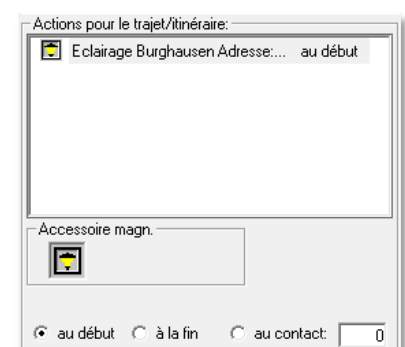 Actions pour le trajet/itinéraire:
Eclairage Burghausen Adresse:... au début
Accessoire magn.
au début à la fin au contact: 0